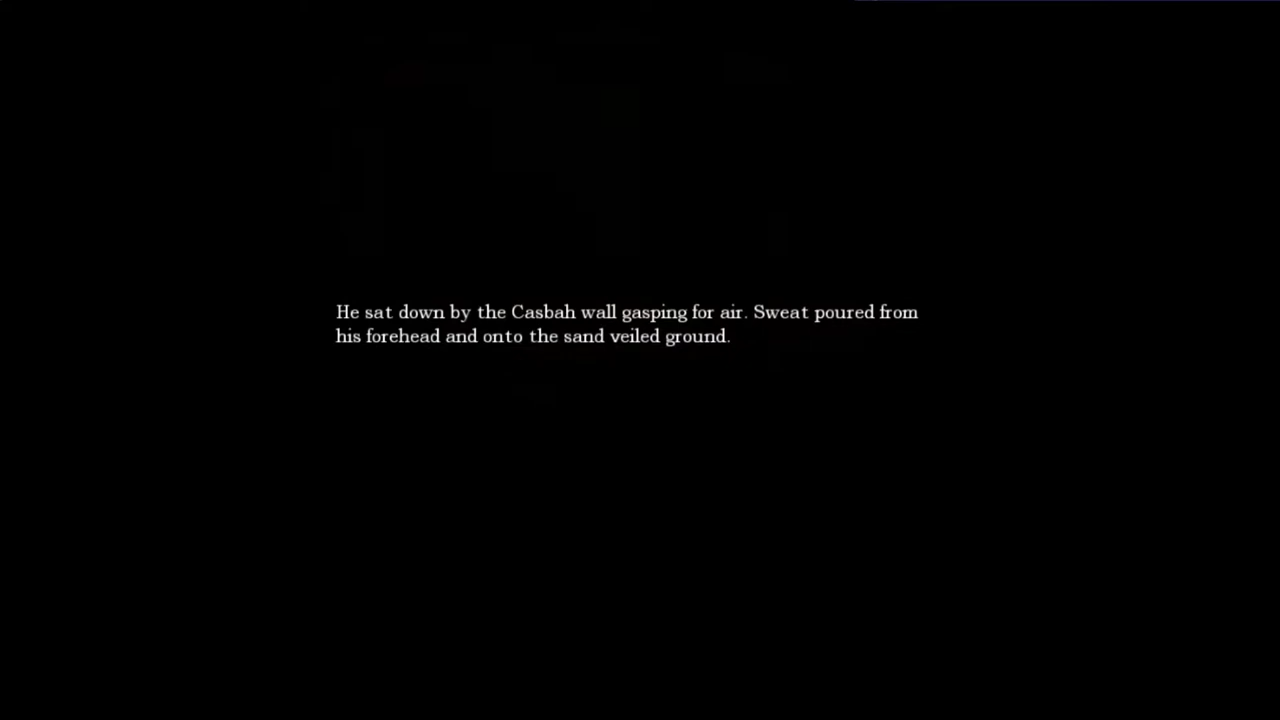 He sat down by the Casbah wall gasping for air. Sweat poured from
his forehead and onto the sand veiled ground.